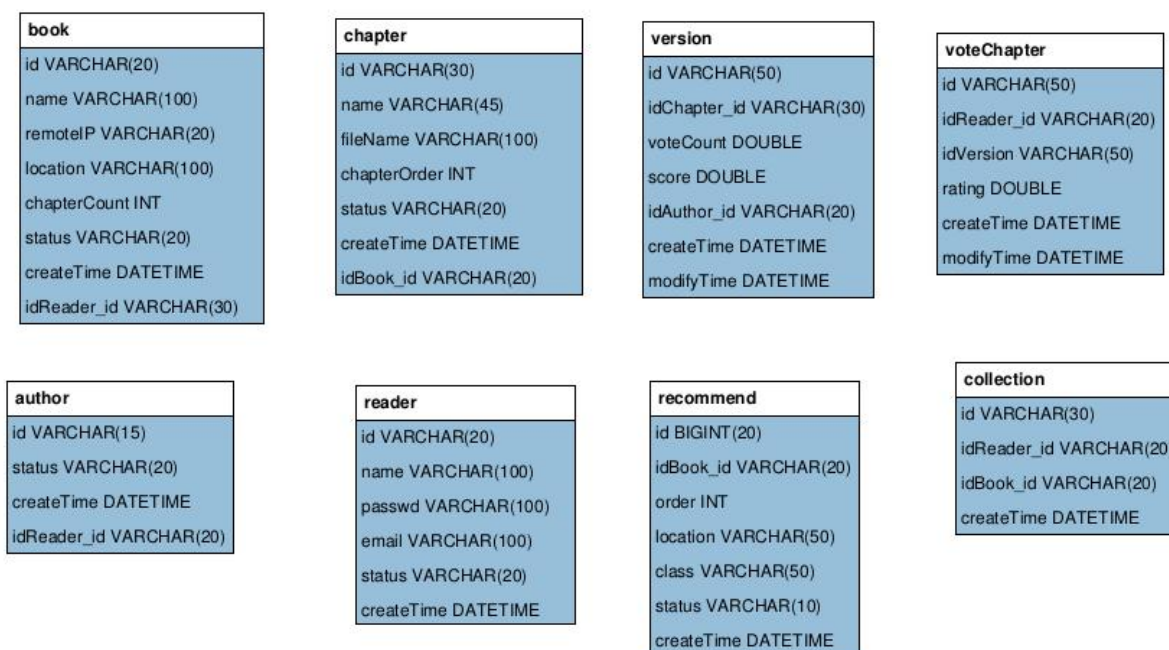 book
id VARCHAR(20)
name VARCHAR(100)
remoteIP VARCHAR(20)
location VARCHAR(100)
chapterCount INT
status VARCHAR(20)
createTime DATETIME
idReader_id VARCHAR(30)
chapter
id VARCHAR(30)
name VARCHAR(45)
fileName VARCHAR(100)
chapterOrder INT
status VARCHAR(20)
createTime DATETIME
idBook_id VARCHAR(20)
version
id VARCHAR(50)
idChapter_id VARCHAR(30)
voteCount DOUBLE
score DOUBLE
idAuthor_id VARCHAR(20)
createTime DATETIME
modifyTime DATETIME
voteChapter
id VARCHAR(50)
idReader_id VARCHAR(20)
idVersion VARCHAR(50)
rating DOUBLE
createTime DATETIME
modifyTime DATETIME
author
id VARCHAR(15)
status VARCHAR(20)
createTime DATETIME
idReader_id VARCHAR(20)
reader
id VARCHAR(20)
name VARCHAR(100)
passwd VARCHAR(100)
email VARCHAR(100)
status VARCHAR(20)
createTime DATETIME
recommend
id BIGINT(20)
idBook_id VARCHAR(20)
order INT
location VARCHAR(50)
class VARCHAR(50)
status VARCHAR(10)
createTime DATETIME
collection
id VARCHAR(30)
idReader_id VARCHAR(20
idBook_id VARCHAR(20)
createTime DATETIME